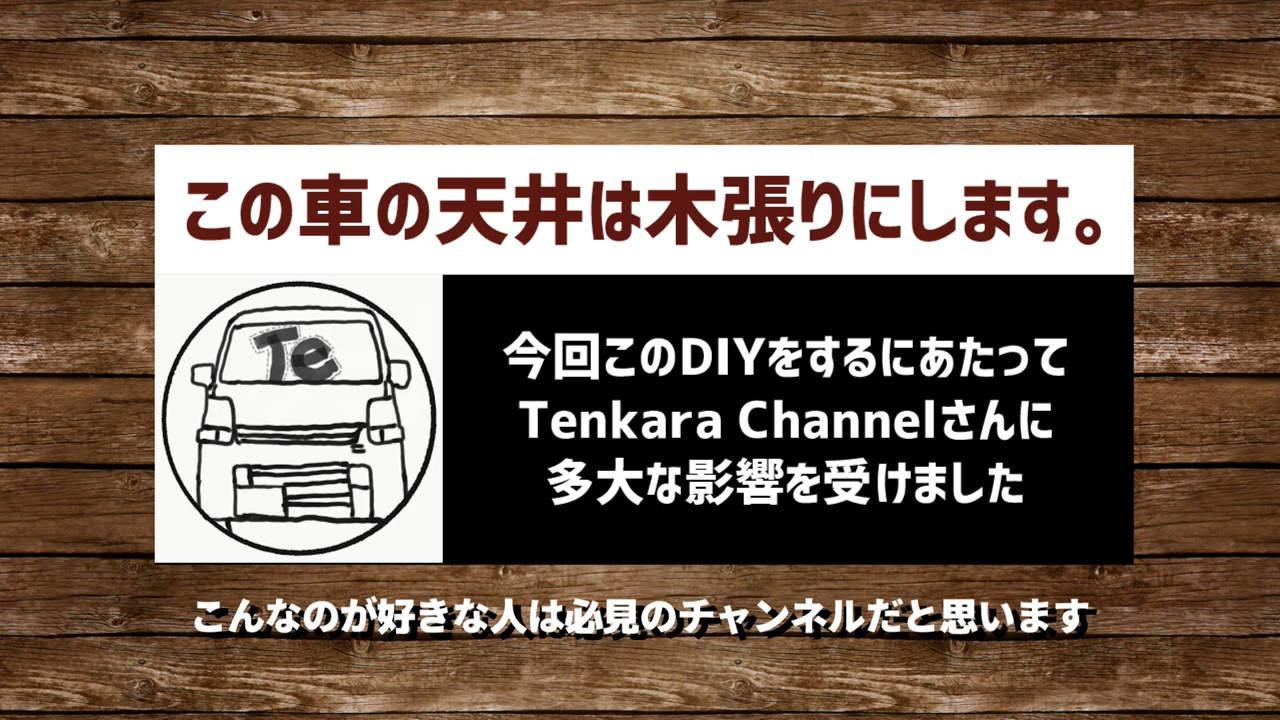 この車の天井は木張りにします。
Te
今回このDIYをするにあたって
Tenkara Channelさんに
多大な影響を受けました
こんなのが好きな人は必見のチャンネルだと思います